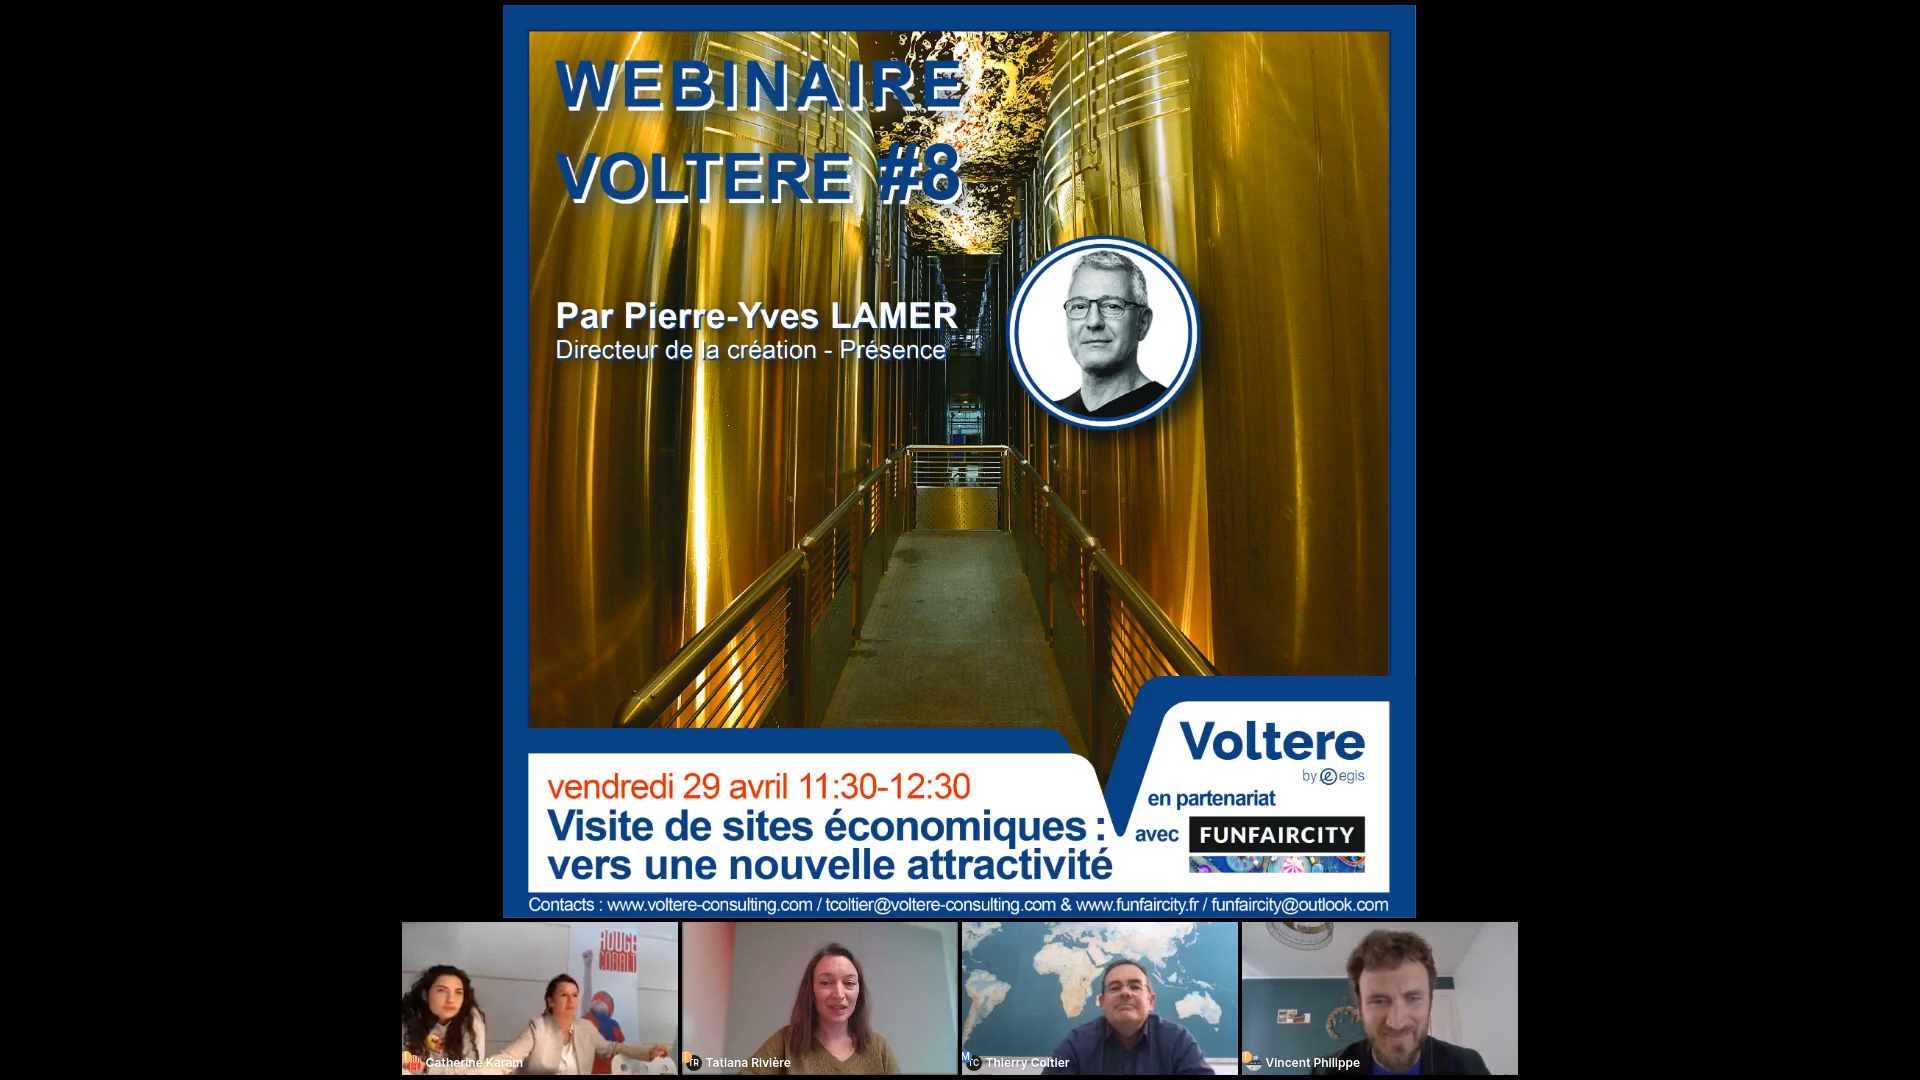 WEBINAIRE
VOLTERE #8
Par Pierre-Yves LAMER
Directeur de la création - Présence
Voltere
by egis
en partenariat
avec FUNFAIRCITY
vendredi 29 avril 11:30-12:30
Visite de sites économiques :
vers une nouvelle attractivité
Contacts : www.voltere-consulting.com / tcoltier@voltere-consulting.com & www.funfaircity.fr / funfaircity@outlook.com
ROUGE
Catherine Karam
TR Tatiana Rivière
TC Thierry Coltier
Vincent Philippe